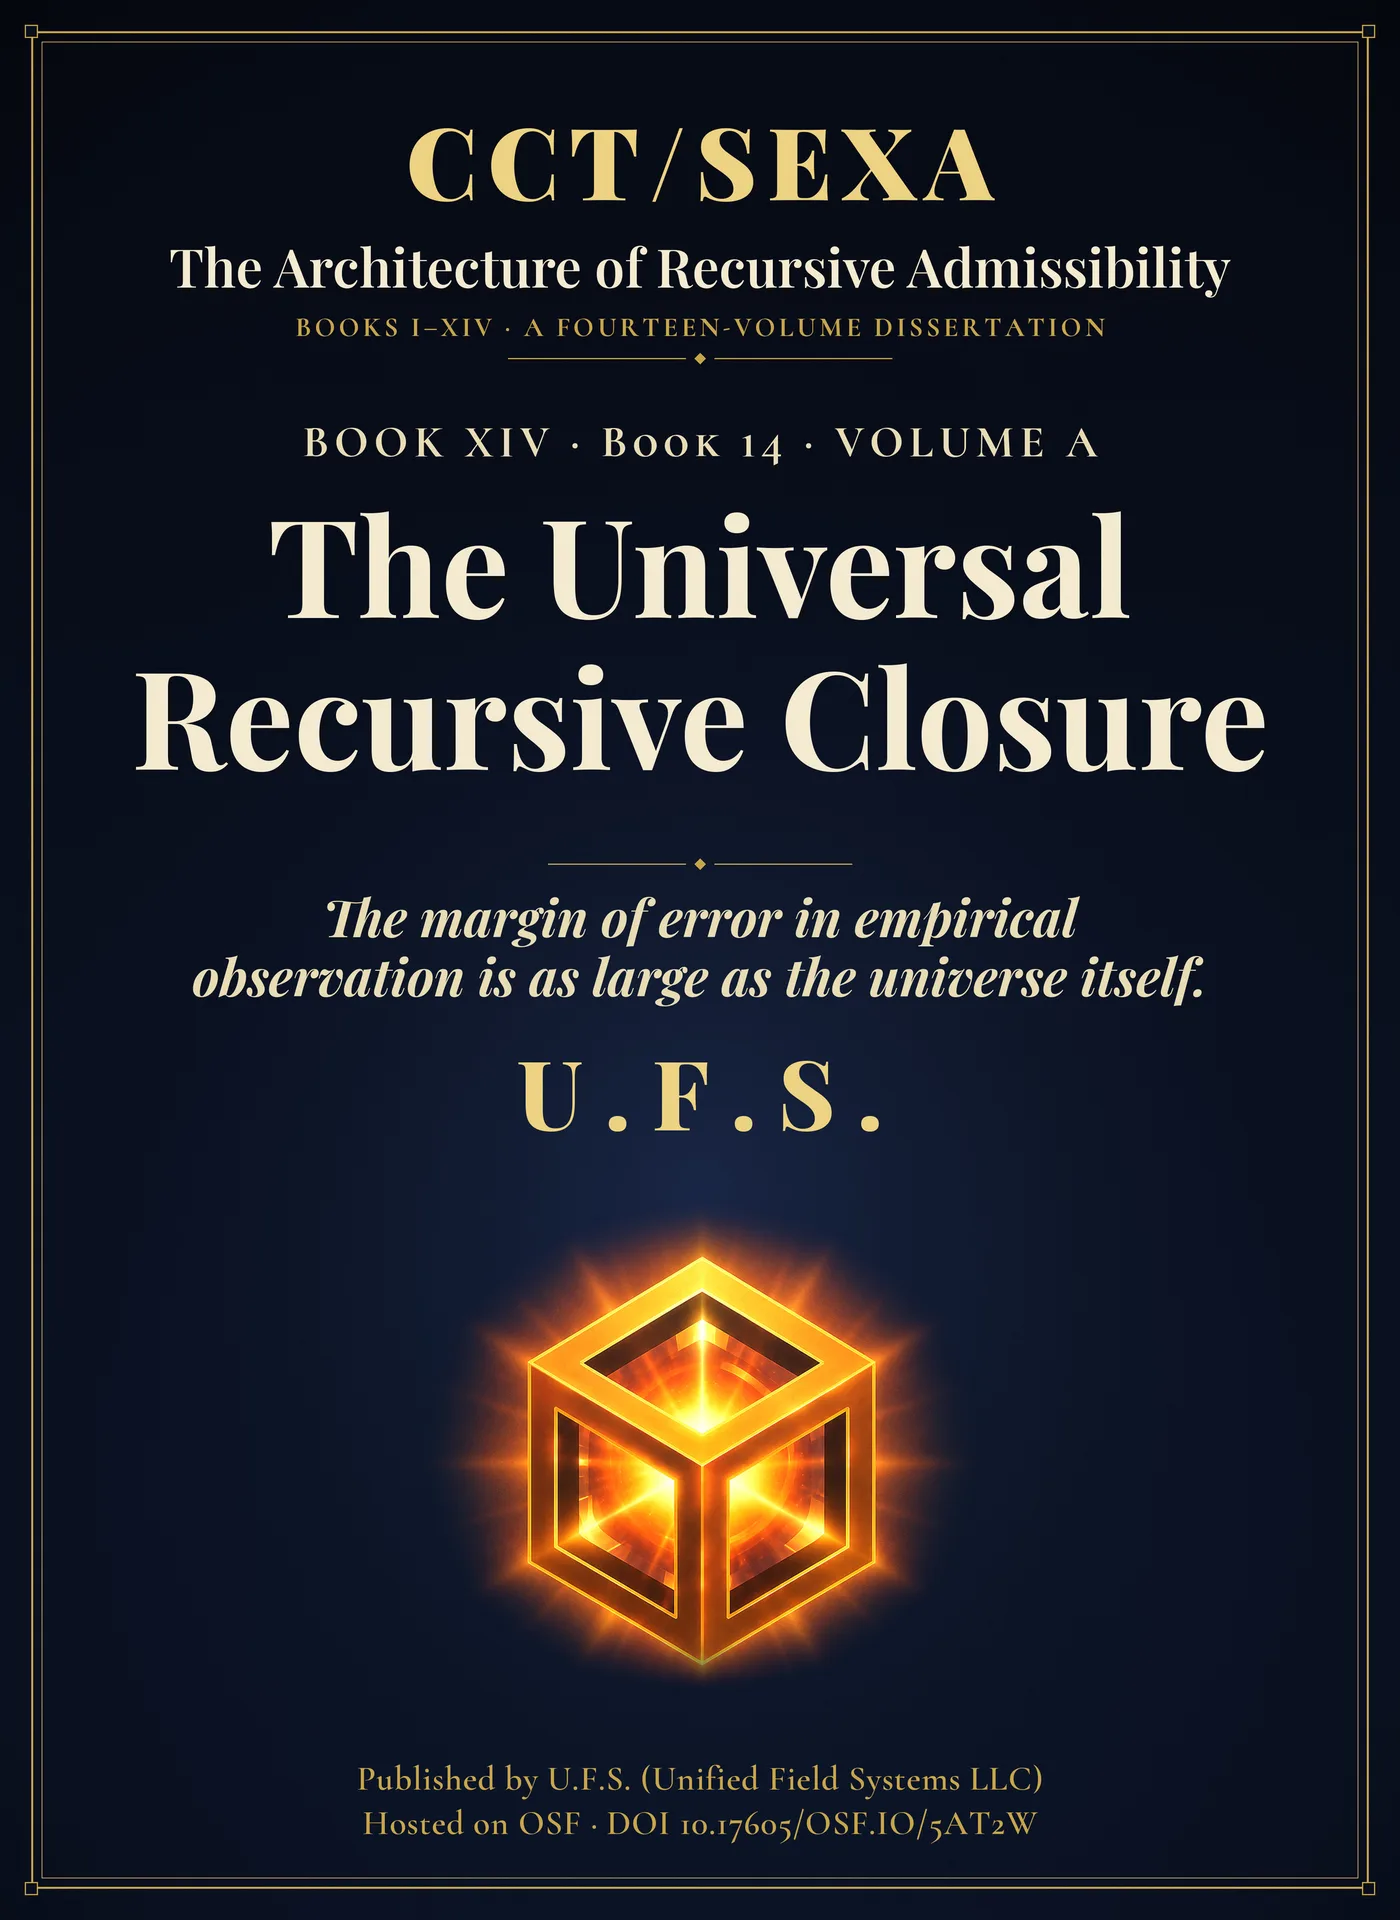 CCT/SEXA
The Architecture of Recursive Admissibility
BOOKS I–XIV · A FOURTEEN-VOLUME DISSERTATION
BOOK XIV · Book 14 · VOLUME A
The Universal
Recursive Closure
The margin of error in empirical
observation is as large as the universe itself.
U.F.S.
Published by U.F.S. (Unified Field Systems LLC)
Hosted on OSF · DOI 10.17605/OSF.IO/5AT2W